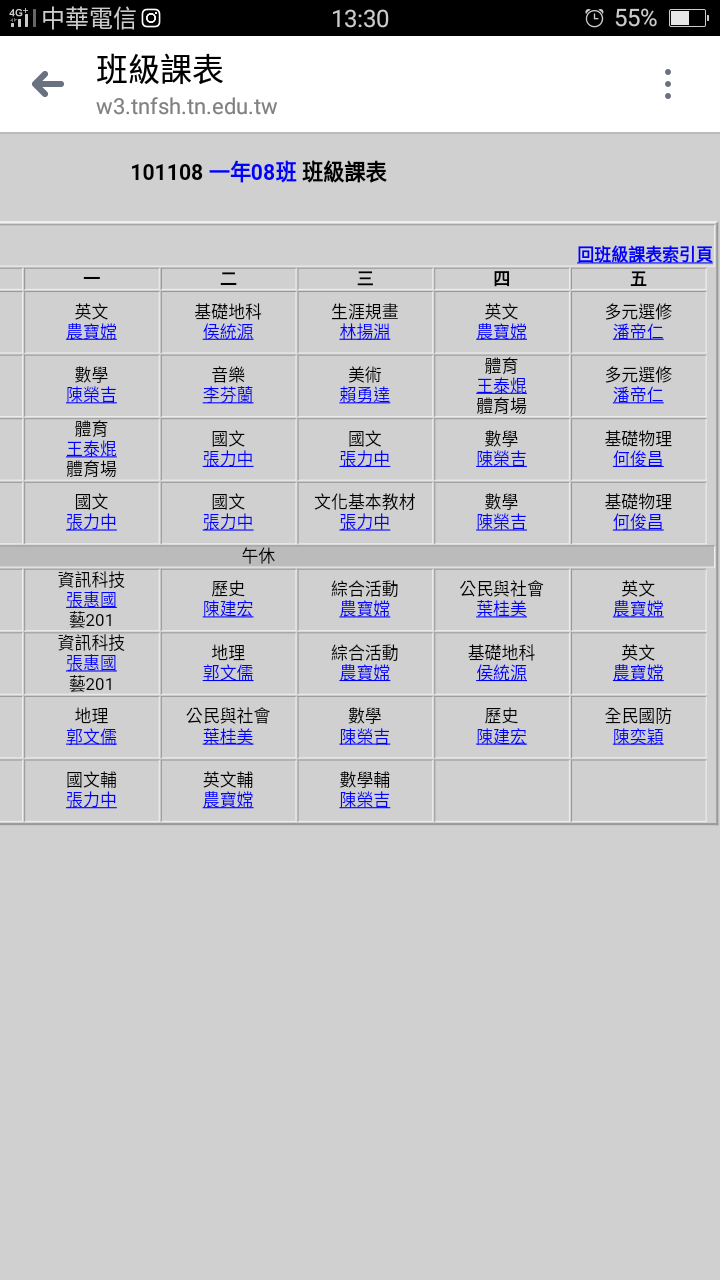 4G+ 中華電信 13:30 55%
班級課表
w3.tnfsh.tn.edu.tw
101108 一年08班 班級課表
回班級課表索引頁
一 二 三 四 五
英文 基礎地科 生涯規畫 英文 多元選修
農寶嫦 侯統源 林揚淵 農寶嫦 潘帝仁
數學 音樂 美術 體育 多元選修
陳榮吉 李芬蘭 賴勇達 王泰焜 潘帝仁
體育場
體育 國文 國文 數學 基礎物理
王泰焜 張力中 張力中 陳榮吉 何俊昌
體育場
國文 國文 文化基本教材 數學 基礎物理
張力中 張力中 張力中 陳榮吉 何俊昌
午休
資訊科技 歷史 綜合活動 公民與社會 英文
張惠國 陳建宏 農寶嫦 葉桂美 農寶嫦
藝201
資訊科技 地理 綜合活動 基礎地科 英文
張惠國 郭文儒 農寶嫦 侯統源 農寶嫦
藝201
地理 公民與社會 數學 歷史 全民國防
郭文儒 葉桂美 陳榮吉 陳建宏 陳奕穎
國文輔 英文輔 數學輔
張力中 農寶嫦 陳榮吉